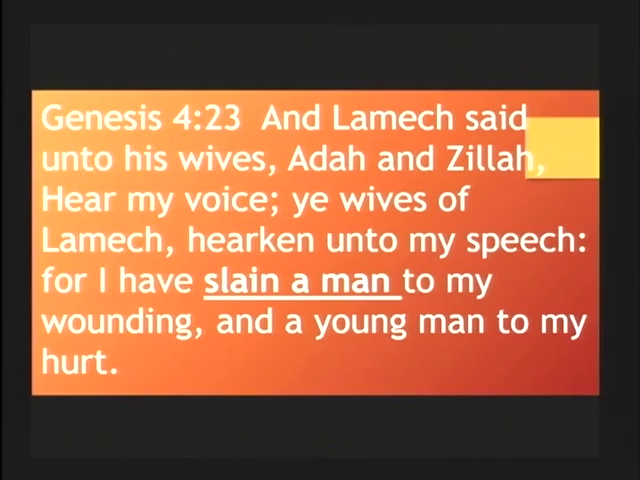 Genesis 4:23 And Lamech said
unto his wives, Adah and Zillah,
Hear my voice; ye wives of
Lamech, hearken unto my speech:
for I have slain a man to my
wounding, and a young man to my
hurt.